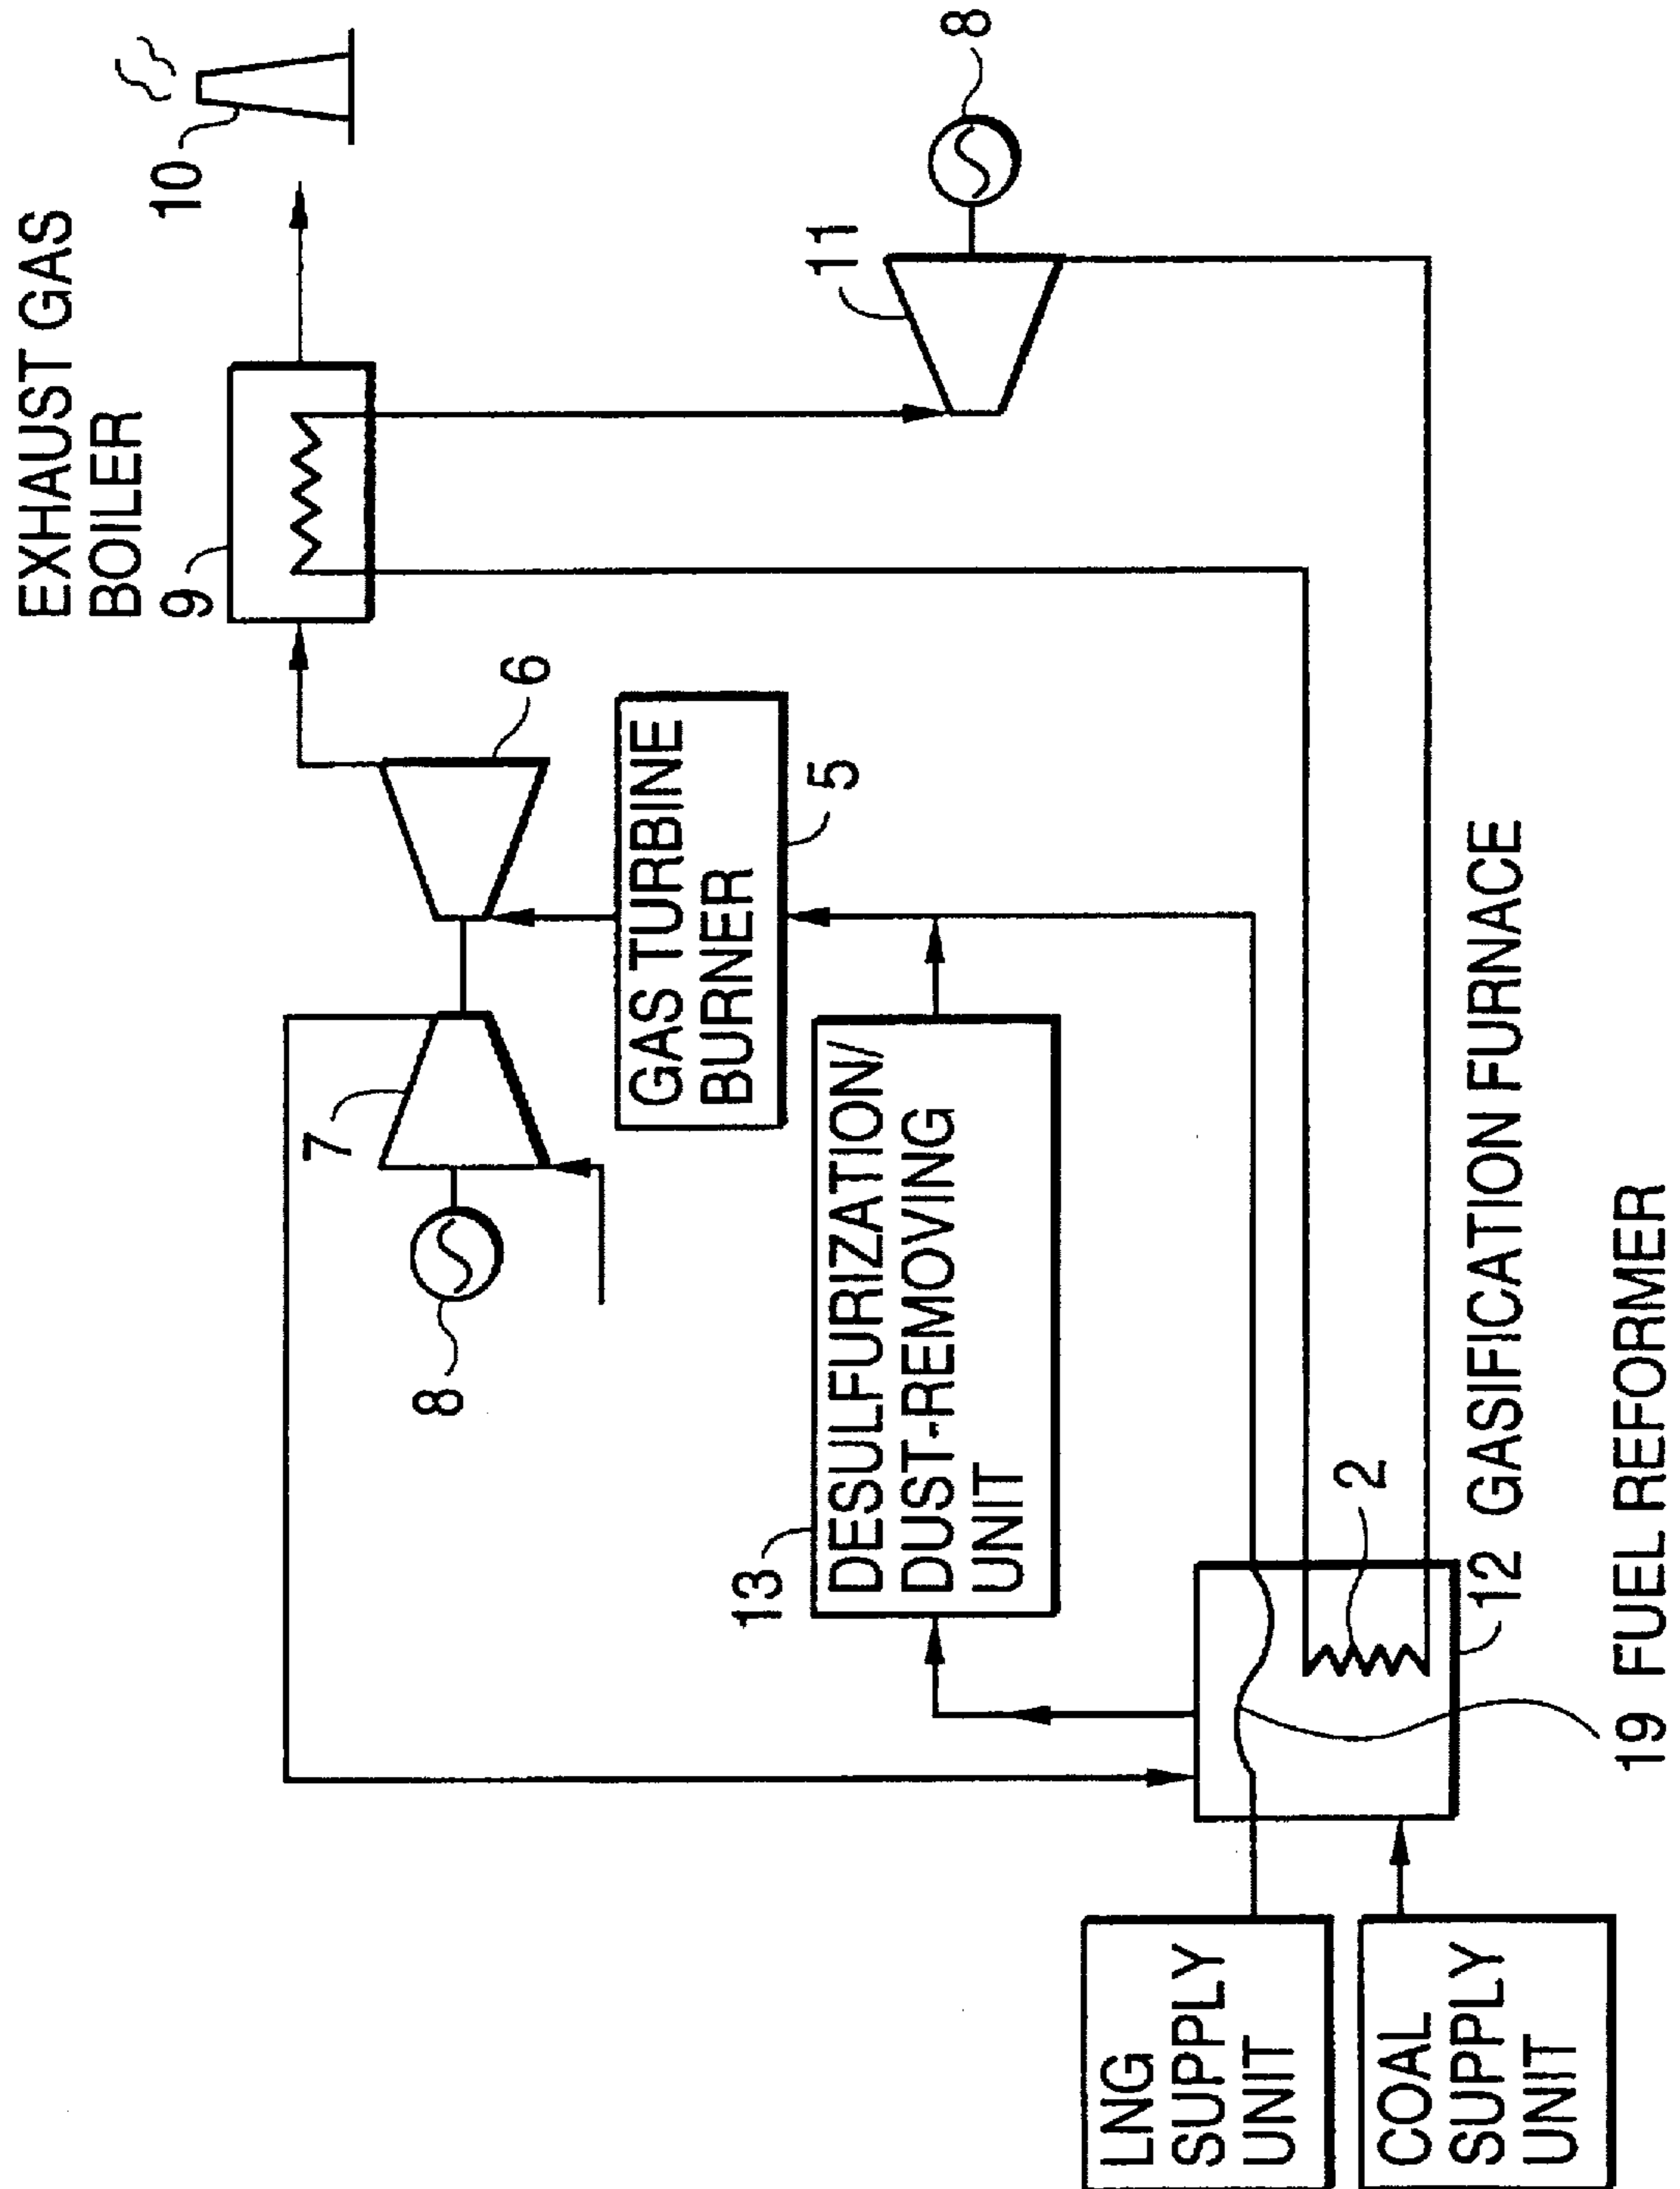 EXHAUST GAS
BOILER
9
10
8
11
6
GAS TURBINE
BURNER
5
7
8
DESULFURIZATION/
DUST-REMOVING
UNIT
13
2
12 GASIFICATION FURNACE
19 FUEL REFORMER
LNG
SUPPLY
UNIT
COAL
SUPPLY
UNIT